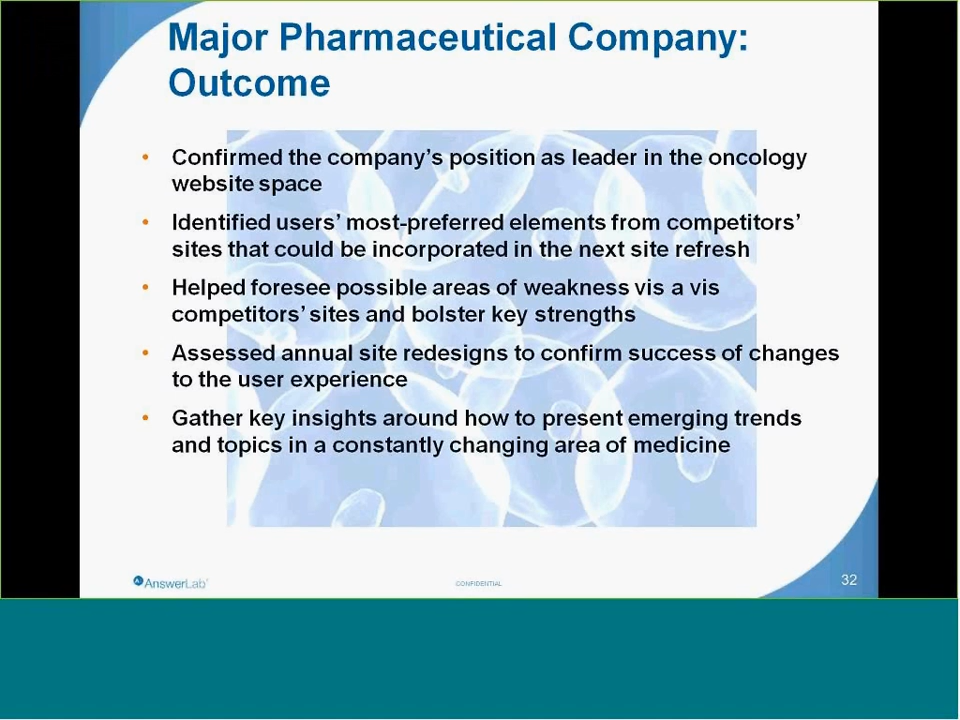 Major Pharmaceutical Company:
Outcome
• Confirmed the company's position as leader in the oncology
website space
• Identified users' most-preferred elements from competitors'
sites that could be incorporated in the next site refresh
• Helped foresee possible areas of weakness vis a vis
competitors' sites and bolster key strengths
• Assessed annual site redesigns to confirm success of changes
to the user experience
• Gather key insights around how to present emerging trends
and topics in a constantly changing area of medicine
AnswerLab
CONFIDENTIAL
32